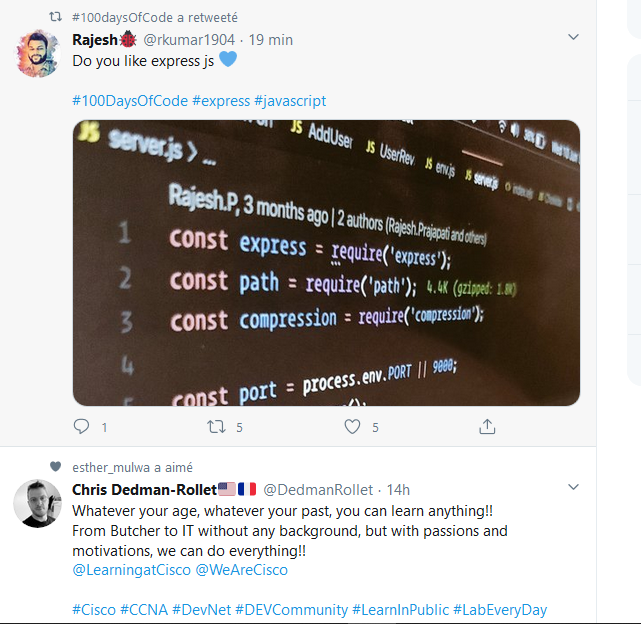 #100daysOfCode a retweeté
Rajesh🐞 @rkumar1904 · 19 min
Do you like express js 💙
#100DaysOfCode #express #javascript
JS AddUser JS UserRev JS env.js JS server.js
JS server.js > ...
Rajesh.P, 3 months ago | 2 authors (Rajesh.Prajapati and others)
1 const express = require('express');
2 const path = require('path'); 4.4K (gzipped: 1.8K)
3 const compression = require('compression');
4
5 const port = process.env.PORT || 9000;
1 5 5
esther_mulwa a aimé
Chris Dedman-Rollet🇺🇸🇫🇷 @DedmanRollet · 14h
Whatever your age, whatever your past, you can learn anything!!
From Butcher to IT without any background, but with passions and
motivations, we can do everything!!
@LearningatCisco @WeAreCisco
#Cisco #CCNA #DevNet #DEVCommunity #LearnInPublic #LabEveryDay